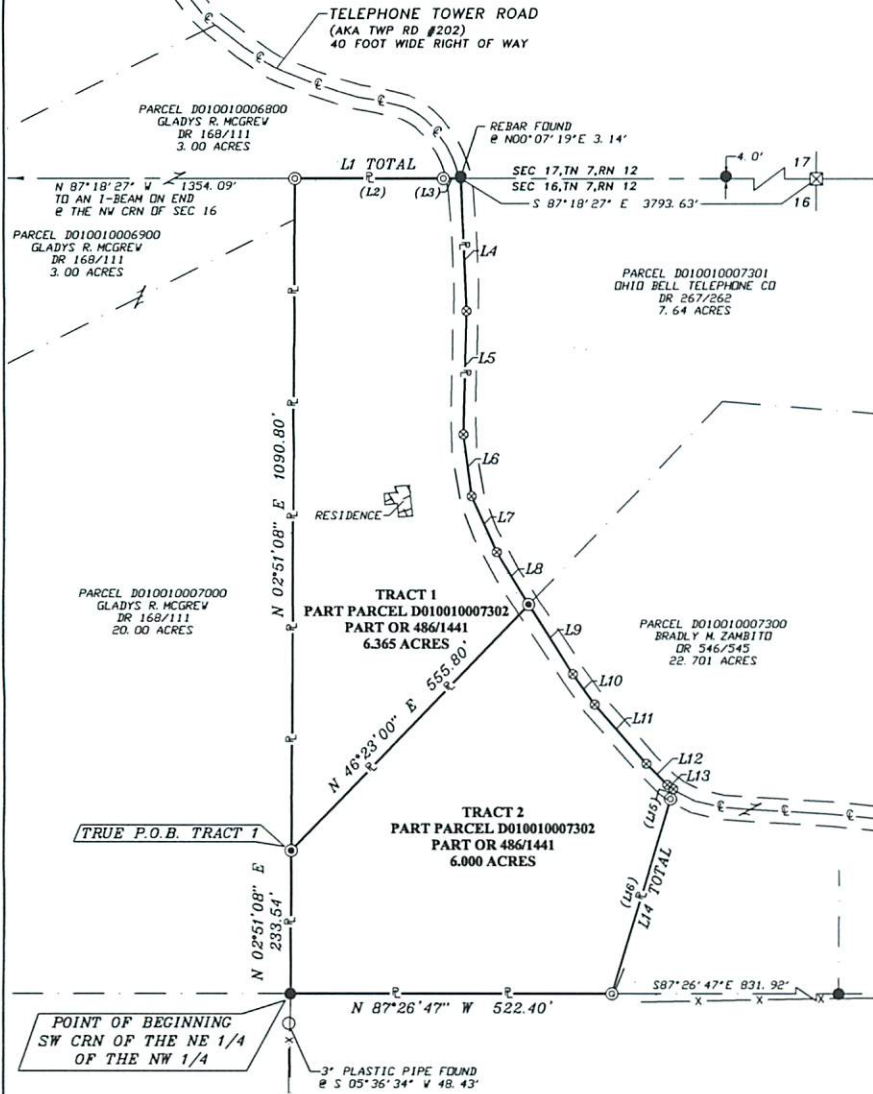 TELEPHONE TOWER ROAD
(AKA TWP RD #202)
40 FOOT WIDE RIGHT OF WAY
PARCEL D010010006800
GLADYS R. MCGREW
DR 168/111
3.00 ACRES
REBAR FOUND
@ N00°07'19"E 3.14'
L1 TOTAL
(L2)
(L3)
SEC 17,TN 7,RN 12
SEC 16,TN 7,RN 12
4.0'
17
16
N 87°18'27" W 1354.09'
TO AN I-BEAM ON END
@ THE NW CRN OF SEC 16
S 87°18'27" E 3793.63'
PARCEL D010010006900
GLADYS R. MCGREW
DR 168/111
3.00 ACRES
L4
PARCEL D010010007301
OHIO BELL TELEPHONE CO
DR 267/262
7.64 ACRES
L5
N 02°51'08" E 1090.80'
L6
RESIDENCE
L7
L8
PARCEL D010010007000
GLADYS R. MCGREW
DR 168/111
20.00 ACRES
TRACT 1
PART PARCEL D010010007302
PART OR 486/1441
6.365 ACRES
PARCEL D010010007300
BRADLY M. ZAMBITO
OR 546/545
22.701 ACRES
L9
N 46°23'00" E 555.80'
L10
L11
L12
L13
(L15)
TRUE P.O.B. TRACT 1
TRACT 2
PART PARCEL D010010007302
PART OR 486/1441
6.000 ACRES
N 02°51'08" E
233.54'
(L16)
L14 TOTAL
S87°26'47"E 831.92'
N 87°26'47" W 522.40'
POINT OF BEGINNING
SW CRN OF THE NE 1/4
OF THE NW 1/4
3" PLASTIC PIPE FOUND
@ S 05°36'34" W 48.43'